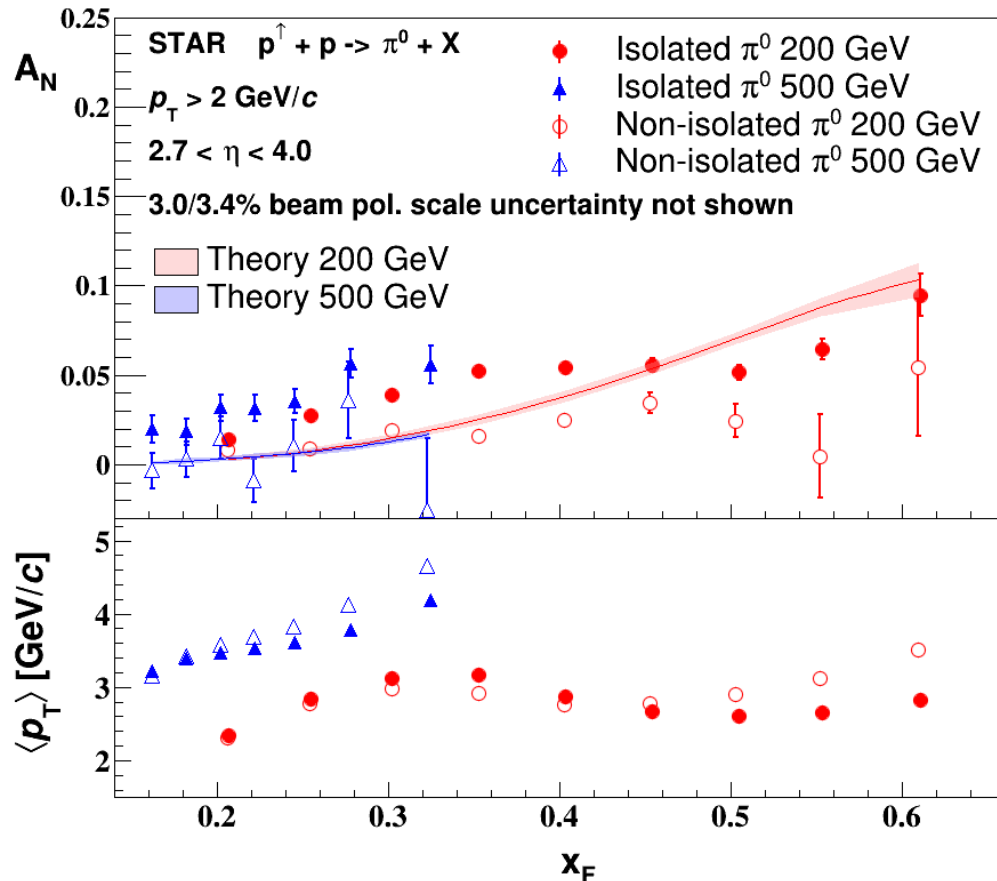 0.25
0.2
0.15
0.1
0.05
0
A_N
STAR p↑ + p -> π⁰ + X
p_T > 2 GeV/c
2.7 < η < 4.0
3.0/3.4% beam pol. scale uncertainty not shown
Isolated π⁰ 200 GeV
Isolated π⁰ 500 GeV
Non-isolated π⁰ 200 GeV
Non-isolated π⁰ 500 GeV
Theory 200 GeV
Theory 500 GeV
5
4
3
2
⟨p_T⟩ [GeV/c]
0.2 0.3 0.4 0.5 0.6
x_F